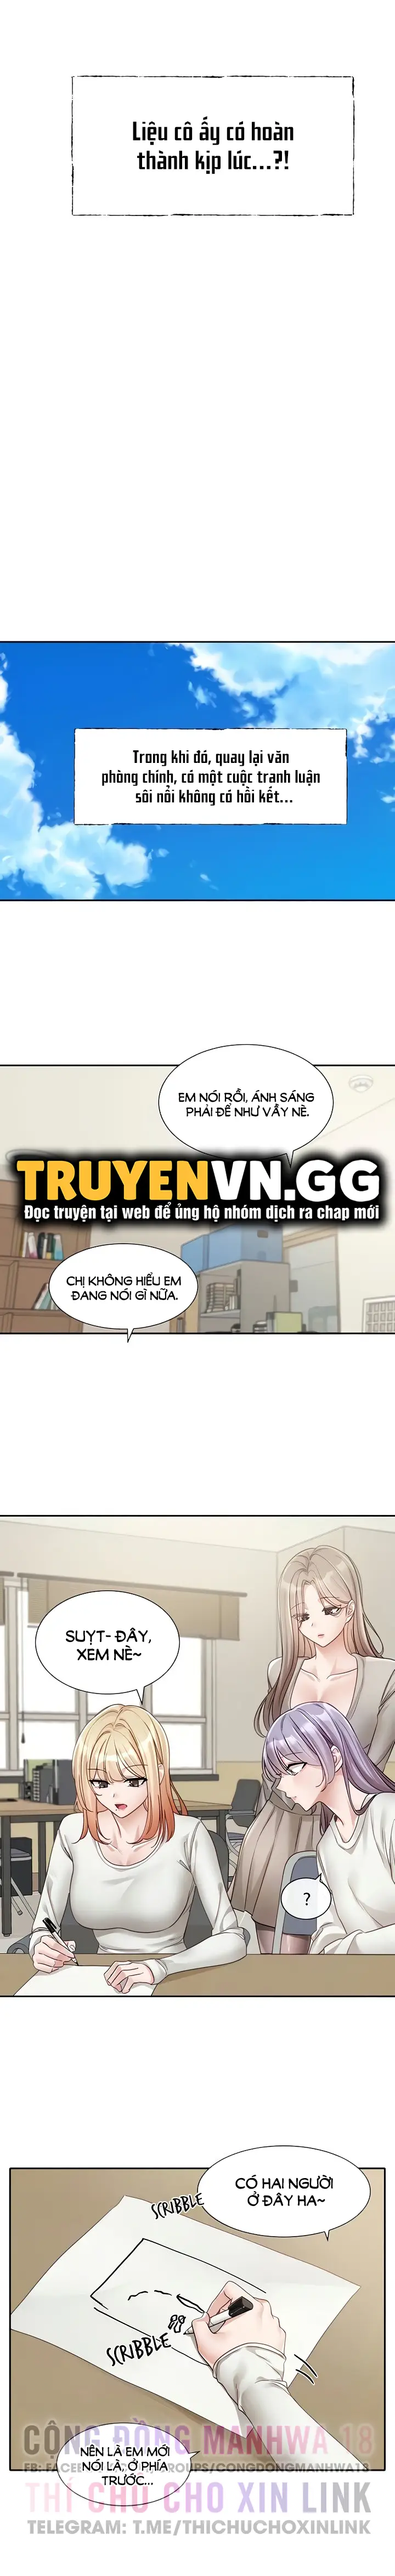 Liệu cô ấy có hoàn
thành kịp lúc...?!
Trong khi đó, quay lại văn
phòng chính, có một cuộc tranh luận
sôi nổi không có hồi kết...
EM NÓI RỒI, ÁNH SÁNG
PHẢI ĐỂ NHƯ VẦY NÈ.
TRUYENVN.GG
Đọc truyện tại web để ủng hộ nhóm dịch ra chap mới
CHỊ KHÔNG HIỂU EM
ĐANG NÓI GÌ NỮA.
SUỴT- ĐÂY,
XEM NÈ~
?
CÓ HAI NGƯỜI
Ở ĐÂY HA~
SCRIBBLE
SCRIBBLE
CỘNG ĐỒNG MANHWA 18
NÊN LÀ EM MỚI
NÓI LÀ, Ở PHÍA
TRƯỚC...
GROUPS/CONGDONGMANHWA18
THÍ CHỦ CHO XIN LINK
TELEGRAM: T.ME/THICHUCHOXINLINK